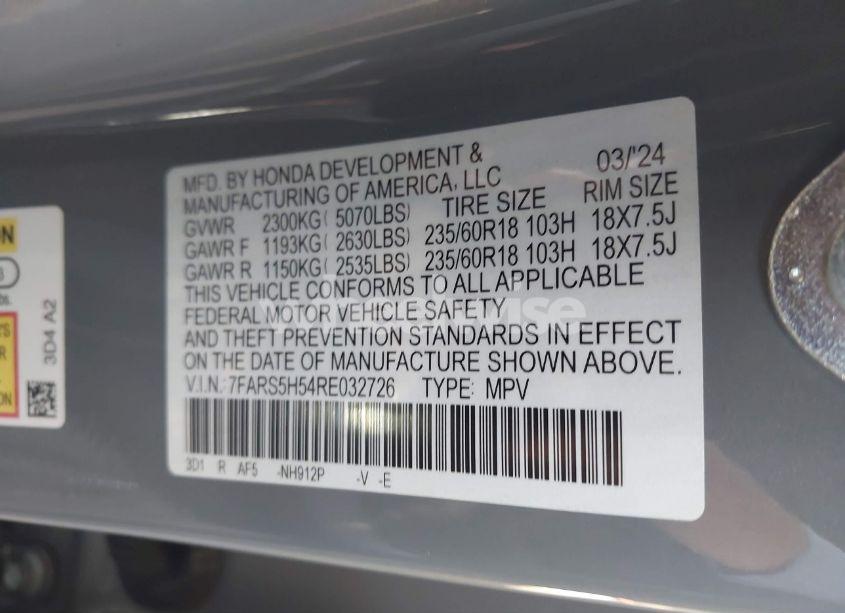 MFD. BY HONDA DEVELOPMENT & 03/'24
MANUFACTURING OF AMERICA, LLC
TIRE SIZE RIM SIZE
GVWR 2300KG( 5070LBS)
GAWR F 1193KG( 2630LBS) 235/60R18 103H 18X7.5J
GAWR R 1150KG( 2535LBS) 235/60R18 103H 18X7.5J
THIS VEHICLE CONFORMS TO ALL APPLICABLE
FEDERAL MOTOR VEHICLE SAFETY
AND THEFT PREVENTION STANDARDS IN EFFECT
ON THE DATE OF MANUFACTURE SHOWN ABOVE.
V.I.N.: 7FARS5H54RE032726 TYPE: MPV
3D1 R AF5 -NH912P -V -E
3D4 A2